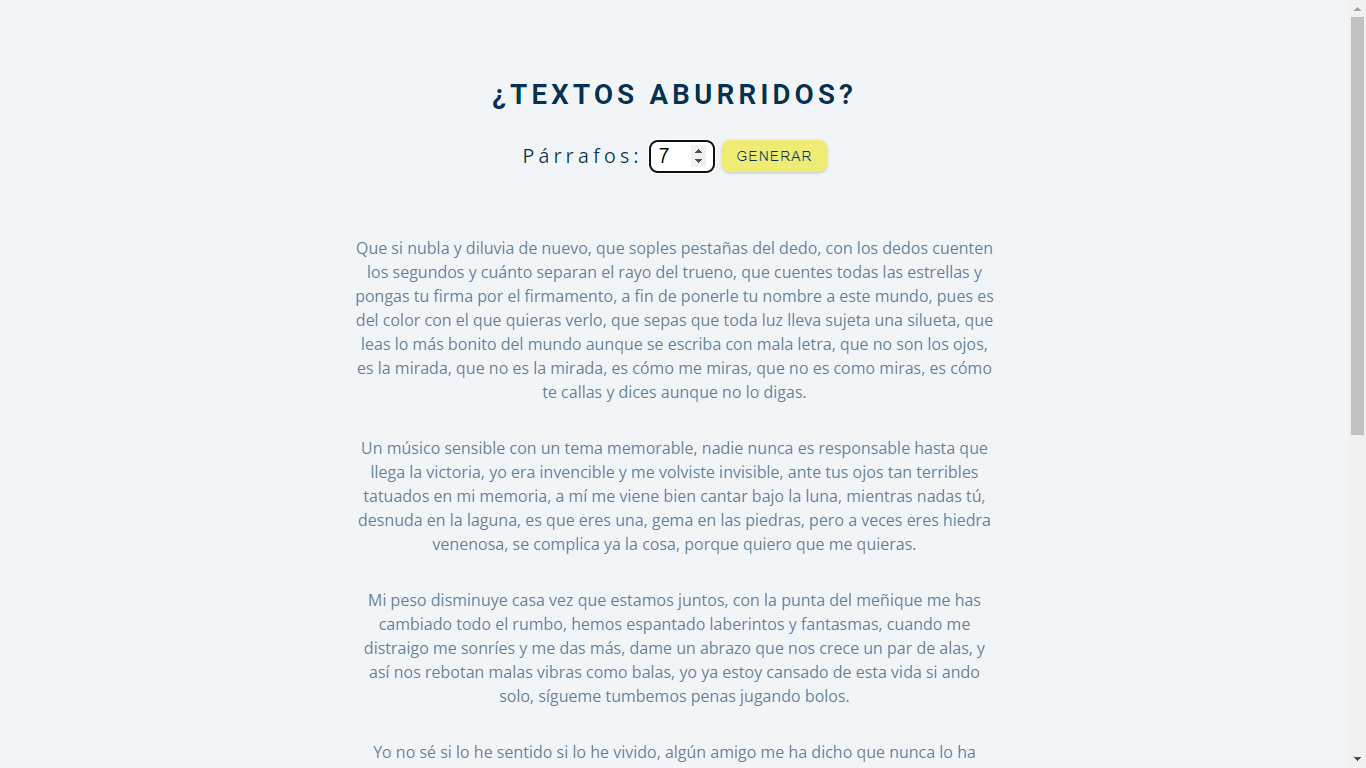 ¿TEXTOS ABURRIDOS?
Párrafos: 7 GENERAR
Que si nubla y diluvia de nuevo, que soples pestañas del dedo, con los dedos cuenten
los segundos y cuánto separan el rayo del trueno, que cuentes todas las estrellas y
pongas tu firma por el firmamento, a fin de ponerle tu nombre a este mundo, pues es
del color con el que quieras verlo, que sepas que toda luz lleva sujeta una silueta, que
leas lo más bonito del mundo aunque se escriba con mala letra, que no son los ojos,
es la mirada, que no es la mirada, es cómo me miras, que no es como miras, es cómo
te callas y dices aunque no lo digas.
Un músico sensible con un tema memorable, nadie nunca es responsable hasta que
llega la victoria, yo era invencible y me volviste invisible, ante tus ojos tan terribles
tatuados en mi memoria, a mí me viene bien cantar bajo la luna, mientras nadas tú,
desnuda en la laguna, es que eres una, gema en las piedras, pero a veces eres hiedra
venenosa, se complica ya la cosa, porque quiero que me quieras.
Mi peso disminuye casa vez que estamos juntos, con la punta del meñique me has
cambiado todo el rumbo, hemos espantado laberintos y fantasmas, cuando me
distraigo me sonríes y me das más, dame un abrazo que nos crece un par de alas, y
así nos rebotan malas vibras como balas, yo ya estoy cansado de esta vida si ando
solo, sígueme tumbemos penas jugando bolos.
Yo no sé si lo he sentido si lo he vivido, algún amigo me ha dicho que nunca lo ha